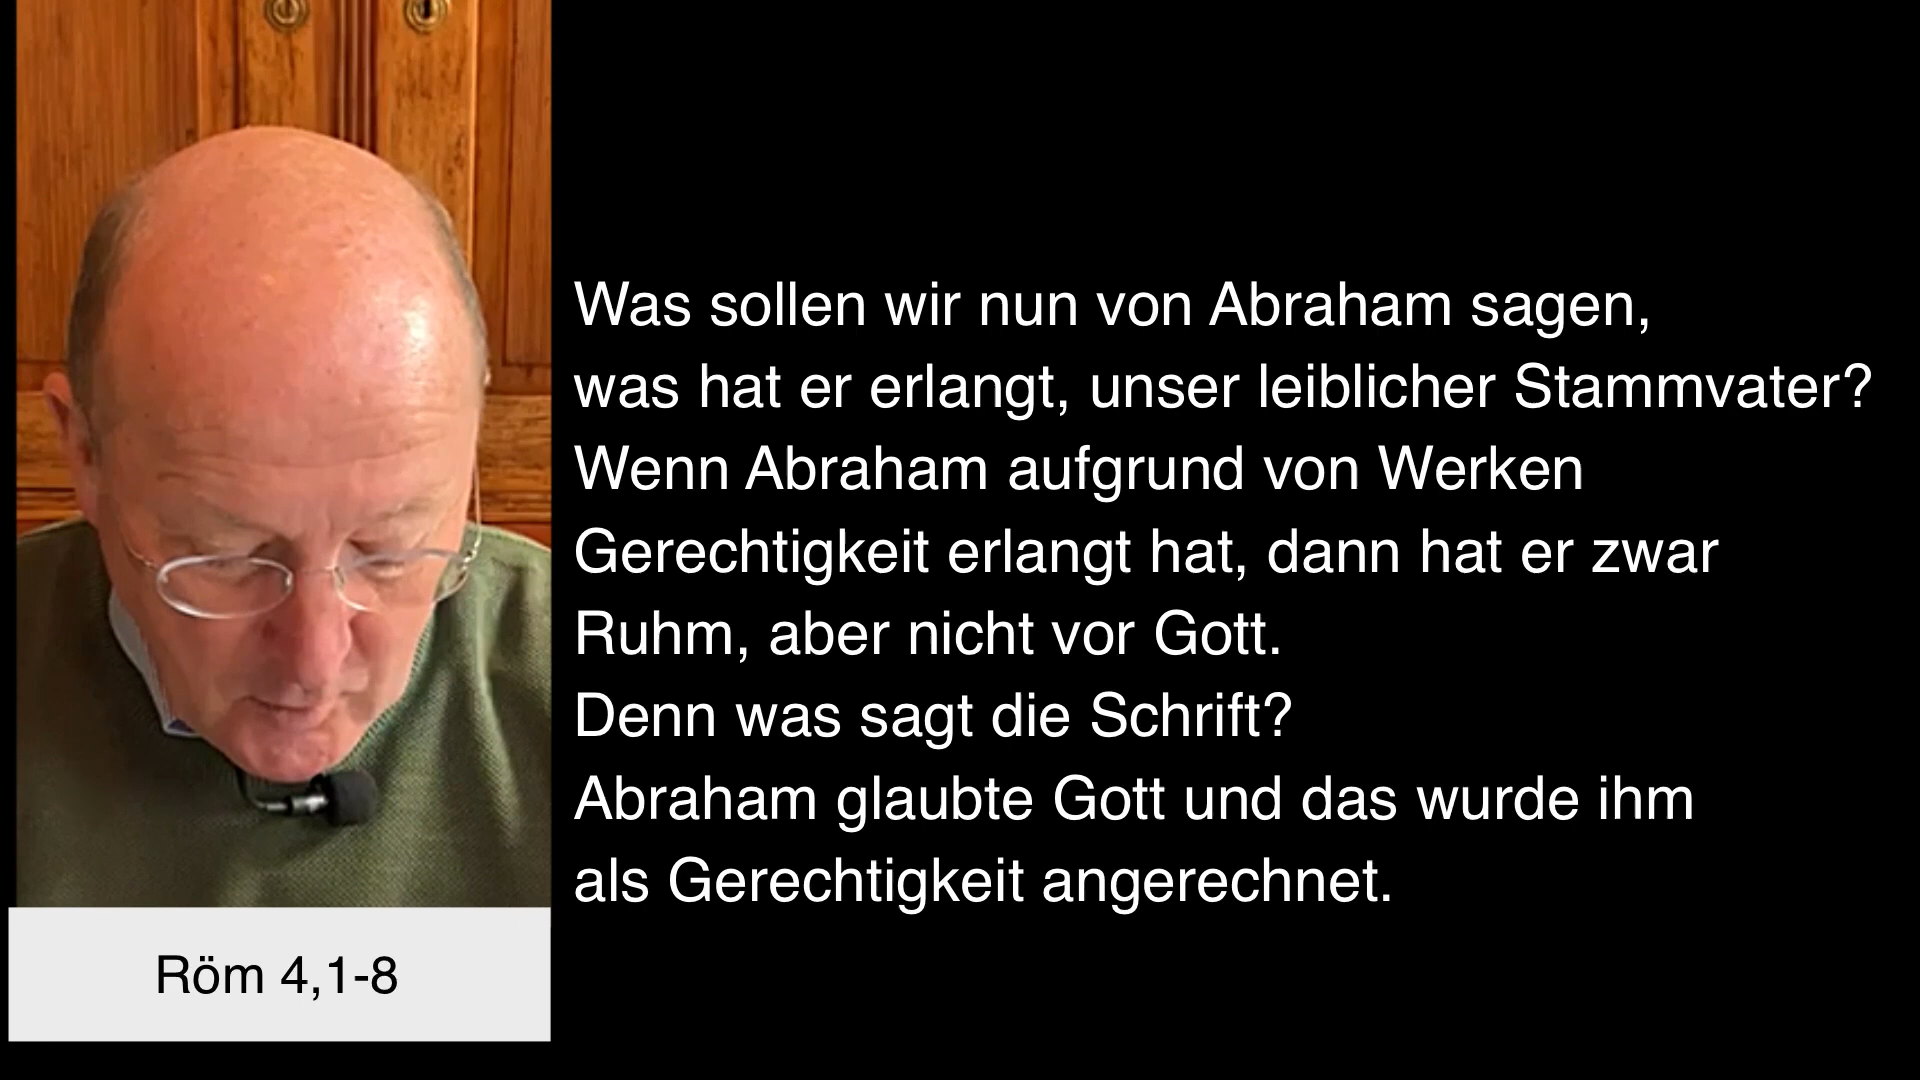 Was sollen wir nun von Abraham sagen,
was hat er erlangt, unser leiblicher Stammvater?
Wenn Abraham aufgrund von Werken
Gerechtigkeit erlangt hat, dann hat er zwar
Ruhm, aber nicht vor Gott.
Denn was sagt die Schrift?
Abraham glaubte Gott und das wurde ihm
als Gerechtigkeit angerechnet.
Röm 4,1-8